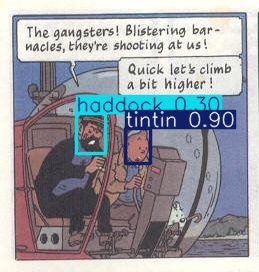 The gangsters! Blistering bar-
nacles, they're shooting at us!
Quick let's climb
a bit higher!
haddock 0.30
tintin 0.90